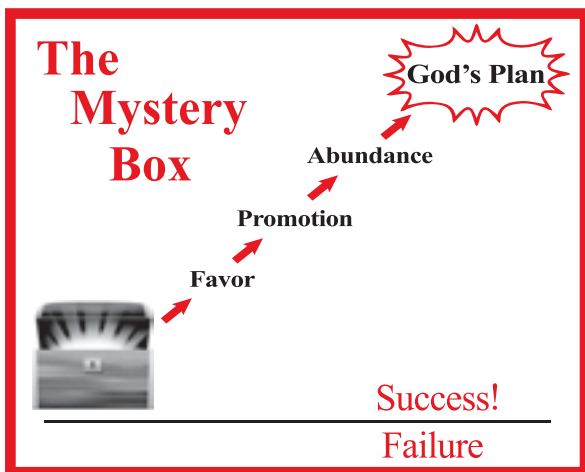 The
Mystery
Box
God's Plan
Abundance
Promotion
Favor
Success!
Failure